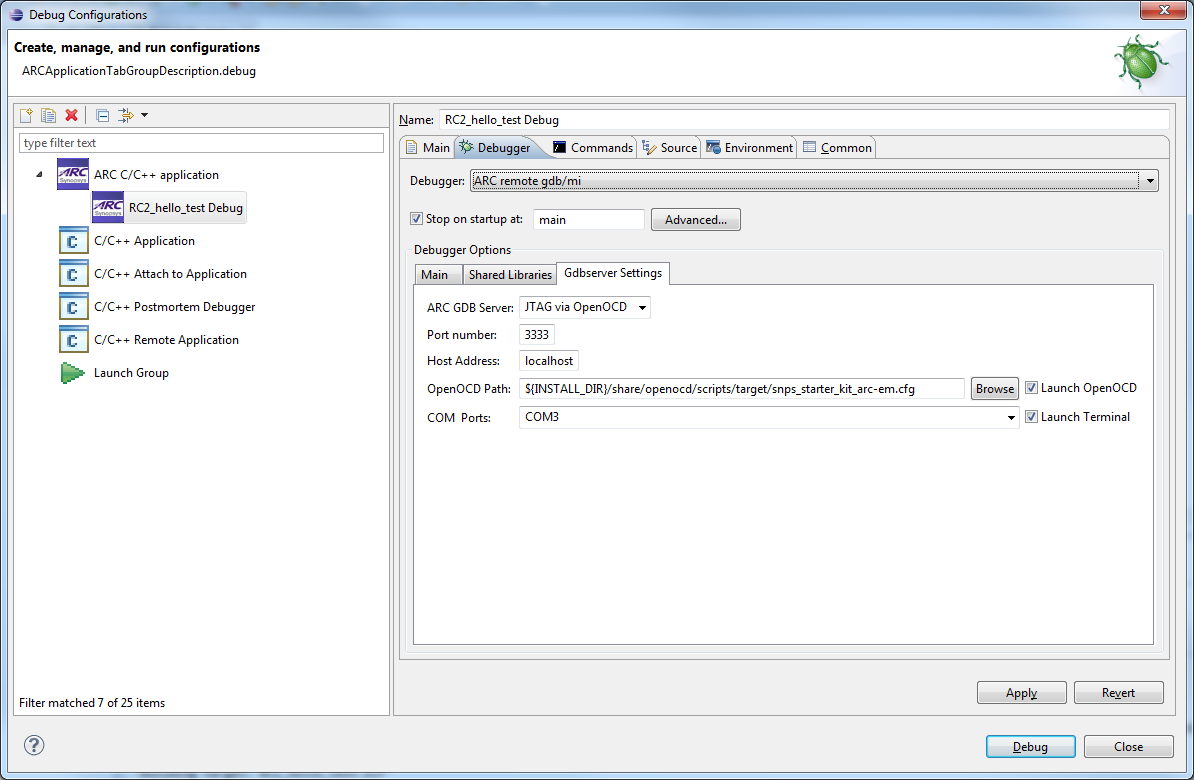 Debug Configurations
Create, manage, and run configurations
ARCApplicationTabGroupDescription.debug
type filter text
ARC Synopsys ARC C/C++ application
ARC Synopsys RC2_hello_test Debug
C C/C++ Application
C C/C++ Attach to Application
C C/C++ Postmortem Debugger
C C/C++ Remote Application
Launch Group
Filter matched 7 of 25 items
Name: RC2_hello_test Debug
Main Debugger Commands Source Environment Common
Debugger: ARC remote gdb/mi
Stop on startup at: main Advanced...
Debugger Options
Main Shared Libraries Gdbserver Settings
ARC GDB Server: JTAG via OpenOCD
Port number: 3333
Host Address: localhost
OpenOCD Path: ${INSTALL_DIR}/share/openocd/scripts/target/snps_starter_kit_arc-em.cfg Browse Launch OpenOCD
COM Ports: COM3 Launch Terminal
Apply Revert
? Debug Close